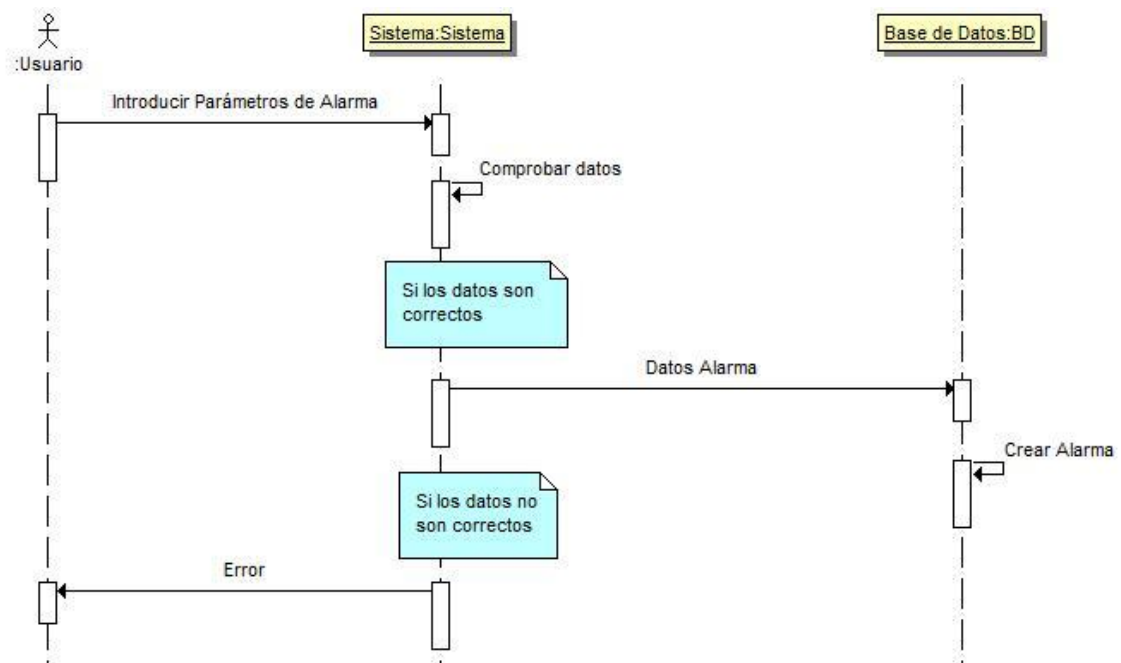 Sistema:Sistema
Base de Datos:BD
:Usuario
Introducir Parámetros de Alarma
Comprobar datos
Si los datos son
correctos
Datos Alarma
Crear Alarma
Si los datos no
son correctos
Error